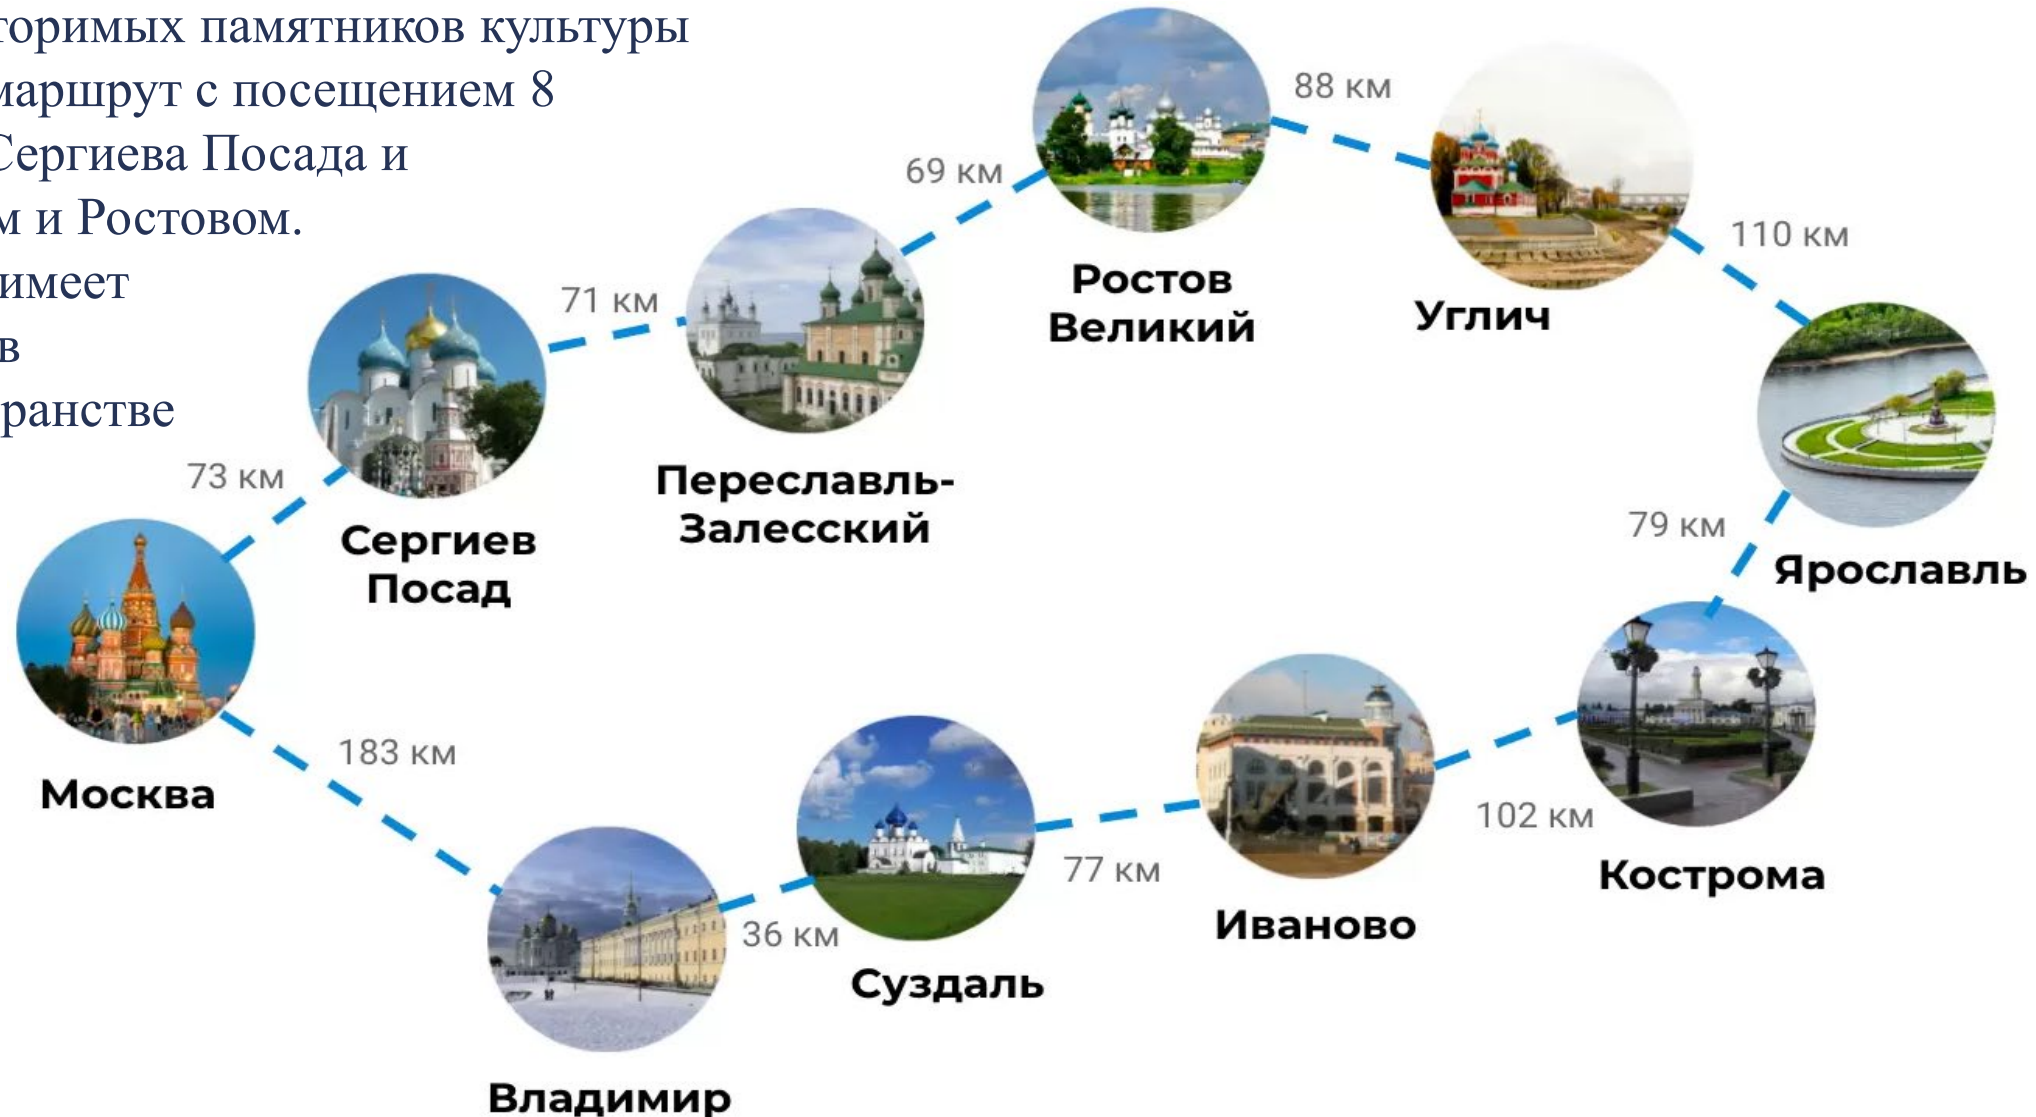 торимых памятников культуры
маршрут с посещением 8
Сергиева Посада и
м и Ростовом.
имеет
в
ранстве
88 км
69 км
110 км
Ростов
Великий
71 км
Углич
73 км
Переславль-
Залесский
79 км
Сергиев
Посад
Ярославль
183 км
Москва
102 км
77 км
Кострома
Иваново
36 км
Суздаль
Владимир